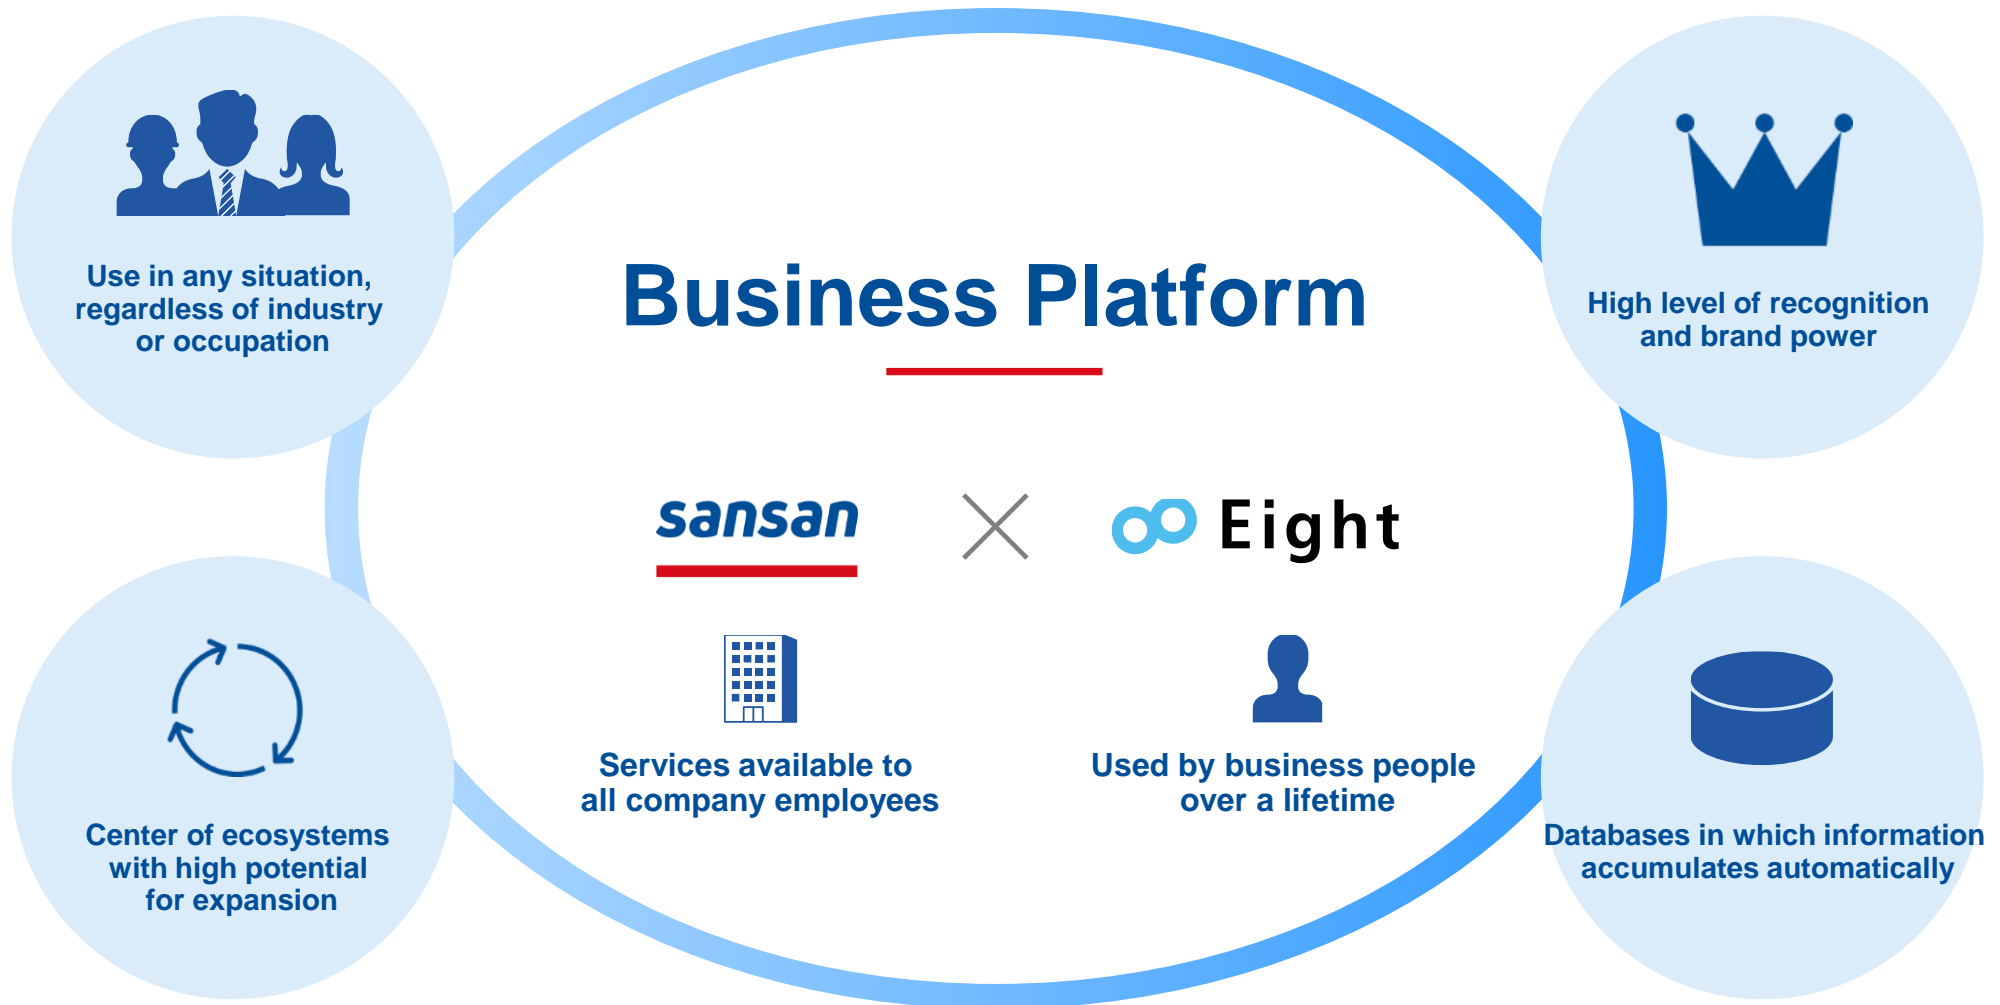 Use in any situation,
regardless of industry
or occupation
High level of recognition
and brand power
Business Platform
sansan
Eight
Services available to
all company employees
Used by business people
over a lifetime
Center of ecosystems
with high potential
for expansion
Databases in which information
accumulates automatically